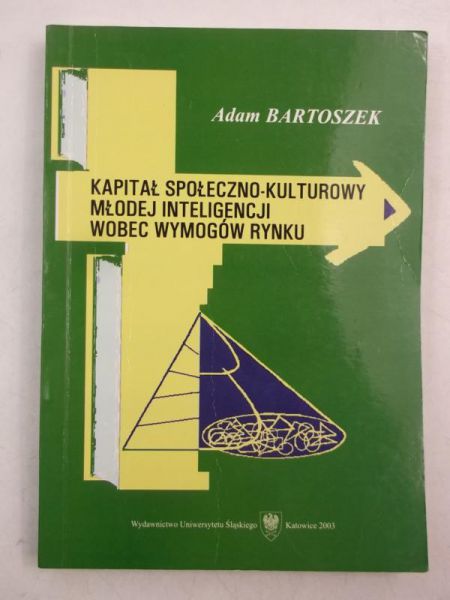 Adam BARTOSZEK
KAPITAŁ SPOŁECZNO-KULTUROWY
MŁODEJ INTELIGENCJI
WOBEC WYMOGÓW RYNKU
Wydawnictwo Uniwersytetu Śląskiego Katowice 2003